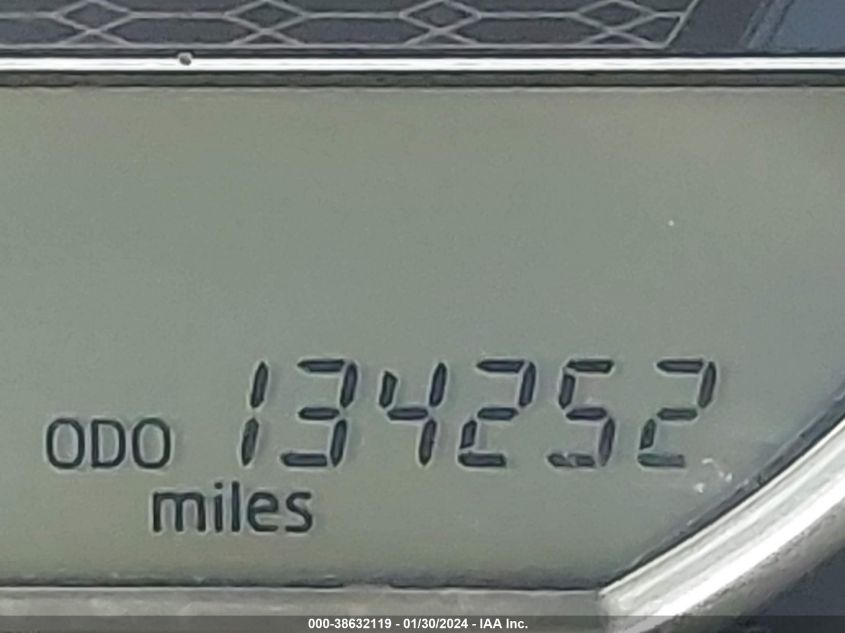 ODO 134252
miles
000-38632119 - 01/30/2024 - IAA Inc.